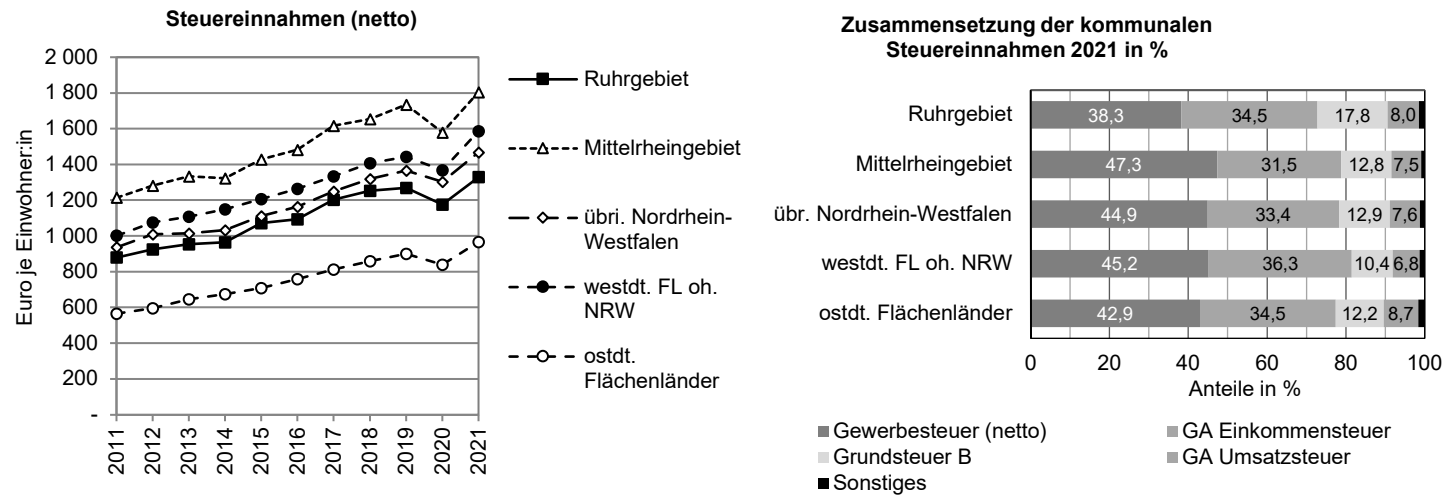 Steuereinnahmen (netto)
2 000
1 800
1 600
1 400
1 200
1 000
800
600
400
200
-
Euro je Einwohner:in
2011
2012
2013
2014
2015
2016
2017
2018
2019
2020
2021
Ruhrgebiet
Mittelrheingebiet
übri. Nordrhein-
Westfalen
westdt. FL oh.
NRW
ostdt.
Flächenländer
Zusammensetzung der kommunalen
Steuereinnahmen 2021 in %
Ruhrgebiet 38,3 34,5 17,8 8,0
Mittelrheingebiet 47,3 31,5 12,8 7,5
übr. Nordrhein-Westfalen 44,9 33,4 12,9 7,6
westdt. FL oh. NRW 45,2 36,3 10,4 6,8
ostdt. Flächenländer 42,9 34,5 12,2 8,7
0 20 40 60 80 100
Anteile in %
Gewerbesteuer (netto)
GA Einkommensteuer
Grundsteuer B
GA Umsatzsteuer
Sonstiges